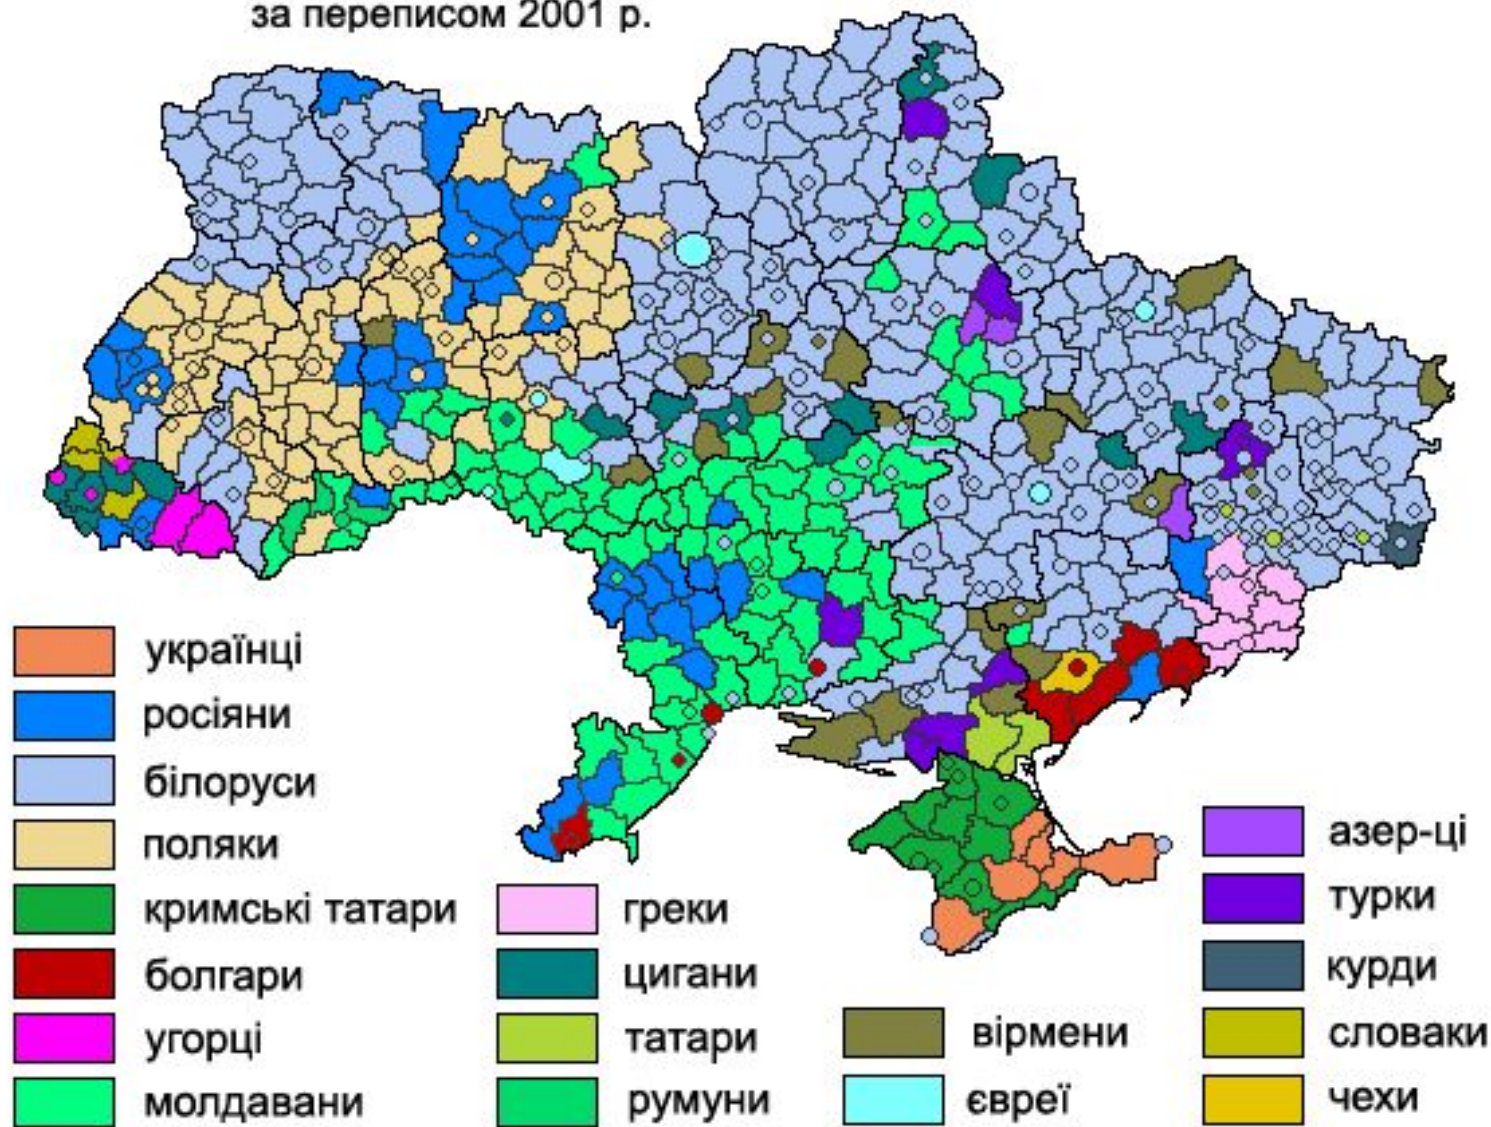 за переписом 2001 р.
українці
росіяни
білоруси
поляки
кримські татари
болгари
угорці
молдавани
греки
цигани
татари
румуни
вірмени
євреї
азер-ці
турки
курди
словаки
чехи